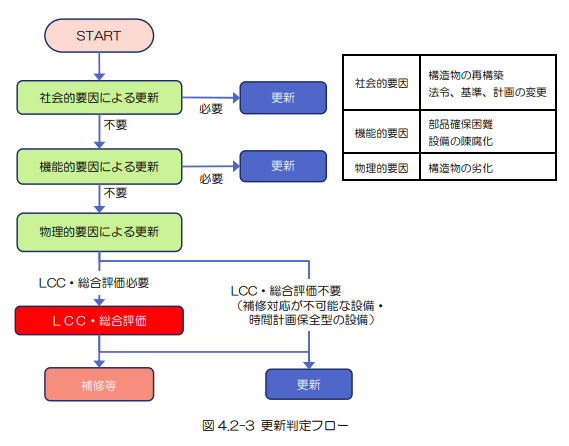 START
社会的要因による更新
必要
更新
不要
機能的要因による更新
必要
更新
不要
物理的要因による更新
LCC・総合評価必要
LCC・総合評価不要
（補修対応が不可能な設備・
時間計画保全型の設備）
ＬＣＣ・総合評価
補修等
更新
社会的要因
構造物の再構築
法令、基準、計画の変更
機能的要因
部品確保困難
設備の陳腐化
物理的要因
構造物の劣化
図 4.2-3 更新判定フロー